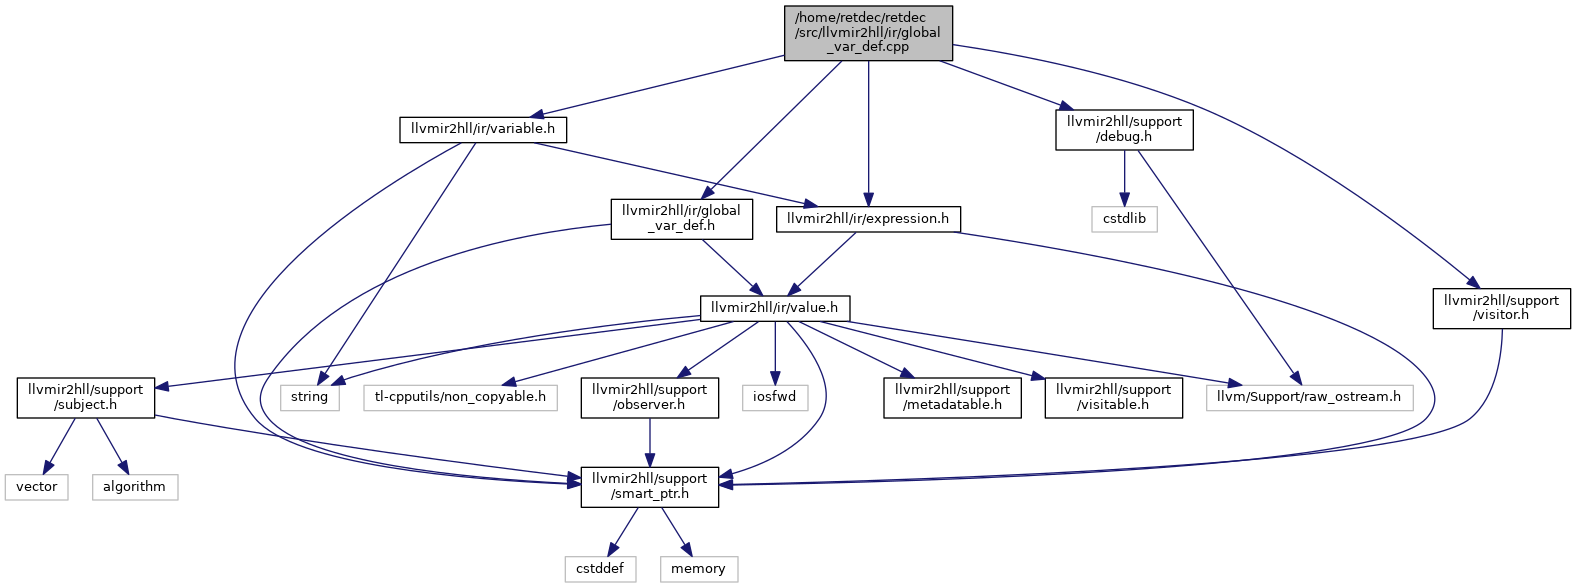 /home/retdec/retdec
/src/llvmir2hll/ir/global
_var_def.cpp
llvmir2hll/ir/variable.h
llvmir2hll/support
/debug.h
llvmir2hll/ir/global
_var_def.h
llvmir2hll/ir/expression.h
cstdlib
llvmir2hll/ir/value.h
llvmir2hll/support
/visitor.h
llvmir2hll/support
/subject.h
string
tl-cpputils/non_copyable.h
llvmir2hll/support
/observer.h
iosfwd
llvmir2hll/support
/metadatable.h
llvmir2hll/support
/visitable.h
llvm/Support/raw_ostream.h
vector
algorithm
llvmir2hll/support
/smart_ptr.h
cstddef
memory